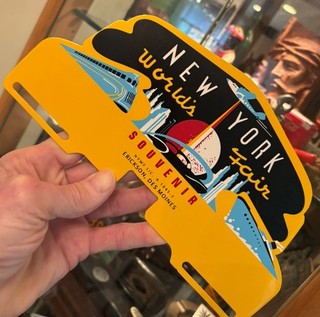 NEW YORK
World's Fair
SOUVENIR
ERICKSON, DES MOINES